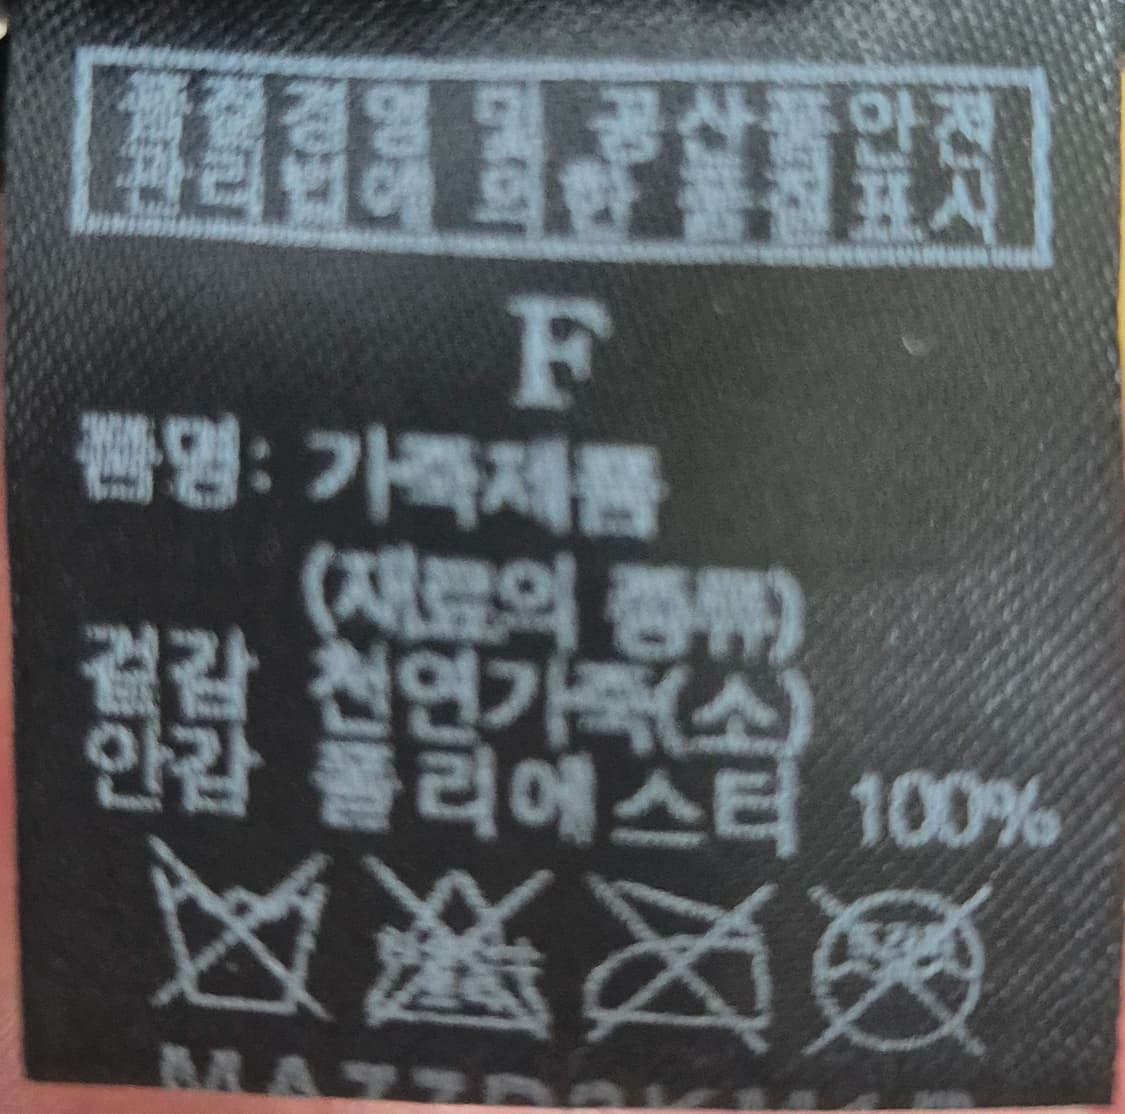 품질경영 및 공산품안전
관리법에 의한 품질표시
F
품명: 가죽제품
(재료의 종류)
겉감 천연가죽(소)
안감 폴리에스터 100%